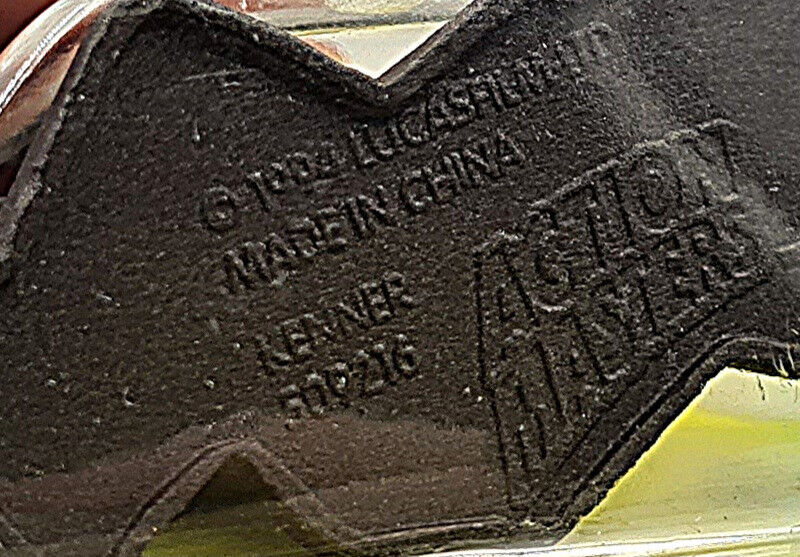 © 1994 LUCASFILM LTD
MADE IN CHINA
KENNER
509216
ACTION
MASTERS